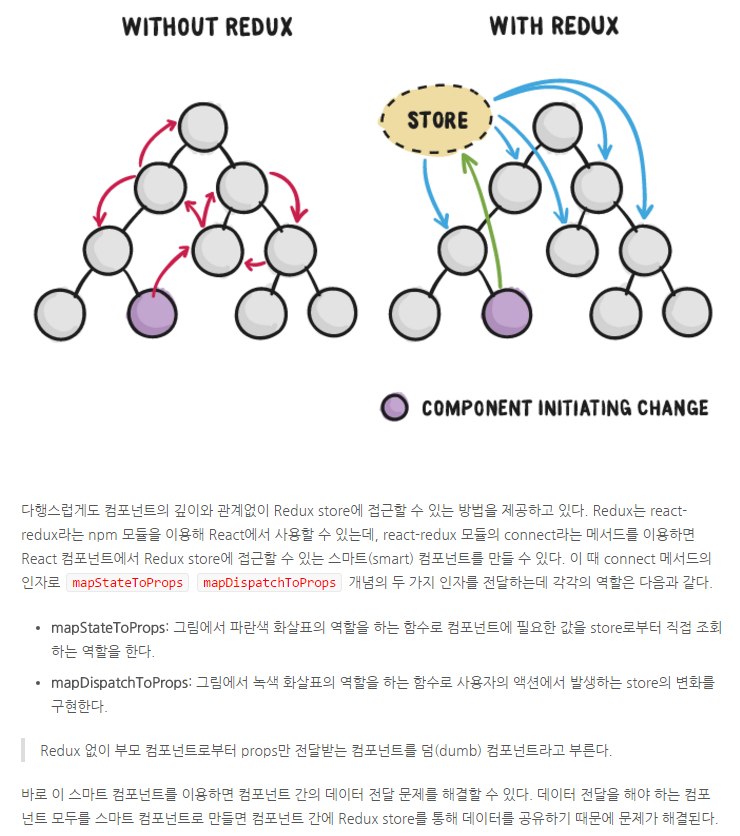 WITHOUT REDUX
WITH REDUX
STORE
COMPONENT INITIATING CHANGE
다행스럽게도 컴포넌트의 깊이와 관계없이 Redux store에 접근할 수 있는 방법을 제공하고 있다. Redux는 react-
redux라는 npm 모듈을 이용해 React에서 사용할 수 있는데, react-redux 모듈의 connect라는 메서드를 이용하면
React 컴포넌트에서 Redux store에 접근할 수 있는 스마트(smart) 컴포넌트를 만들 수 있다. 이 때 connect 메서드의
인자로 mapStateToProps mapDispatchToProps 개념의 두 가지 인자를 전달하는데 각각의 역할은 다음과 같다.
• mapStateToProps: 그림에서 파란색 화살표의 역할을 하는 함수로 컴포넌트에 필요한 값을 store로부터 직접 조회
하는 역할을 한다.
• mapDispatchToProps: 그림에서 녹색 화살표의 역할을 하는 함수로 사용자의 액션에서 발생하는 store의 변화를
구현한다.
Redux 없이 부모 컴포넌트로부터 props만 전달받는 컴포넌트를 덤(dumb) 컴포넌트라고 부른다.
바로 이 스마트 컴포넌트를 이용하면 컴포넌트 간의 데이터 전달 문제를 해결할 수 있다. 데이터 전달을 해야 하는 컴포
넌트 모두를 스마트 컴포넌트로 만들면 컴포넌트 간에 Redux store를 통해 데이터를 공유하기 때문에 문제가 해결된다.